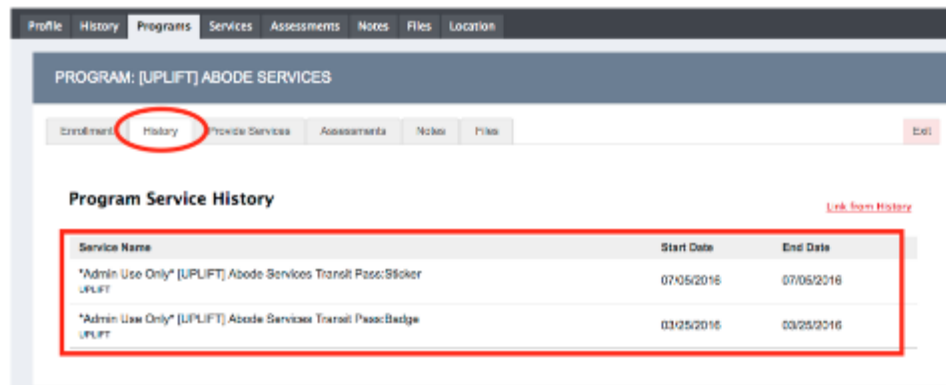 Profile History Programs Services Assessments Notes Files Location
PROGRAM: [UPLIFT] ABODE SERVICES
Enrollment History Provide Services Assessments Notes Files Exit
Program Service History
Link from History
Service Name Start Date End Date
"Admin Use Only" [UPLIFT] Abode Services Transit Pass:Sticker 07/05/2016 07/05/2016
UPLIFT
"Admin Use Only" [UPLIFT] Abode Services Transit Pass:Badge 03/25/2016 03/25/2016
UPLIFT